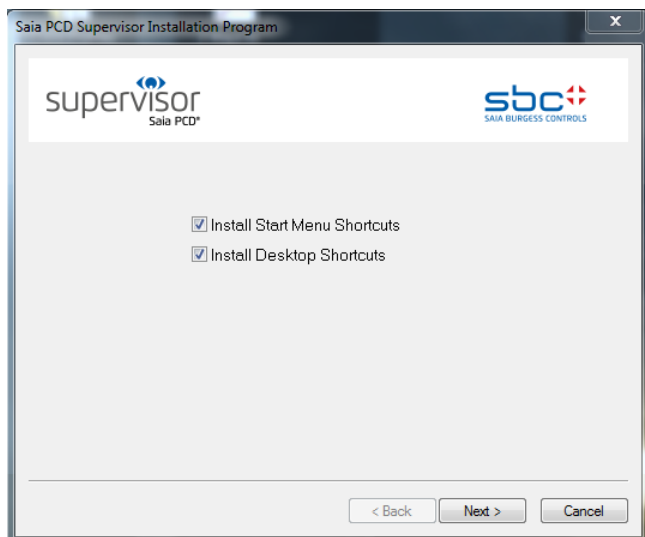 Saia PCD Supervisor Installation Program
x
supervisor
Saia PCD®
sbc
SAIA BURGESS CONTROLS
Install Start Menu Shortcuts
Install Desktop Shortcuts
< Back Next > Cancel